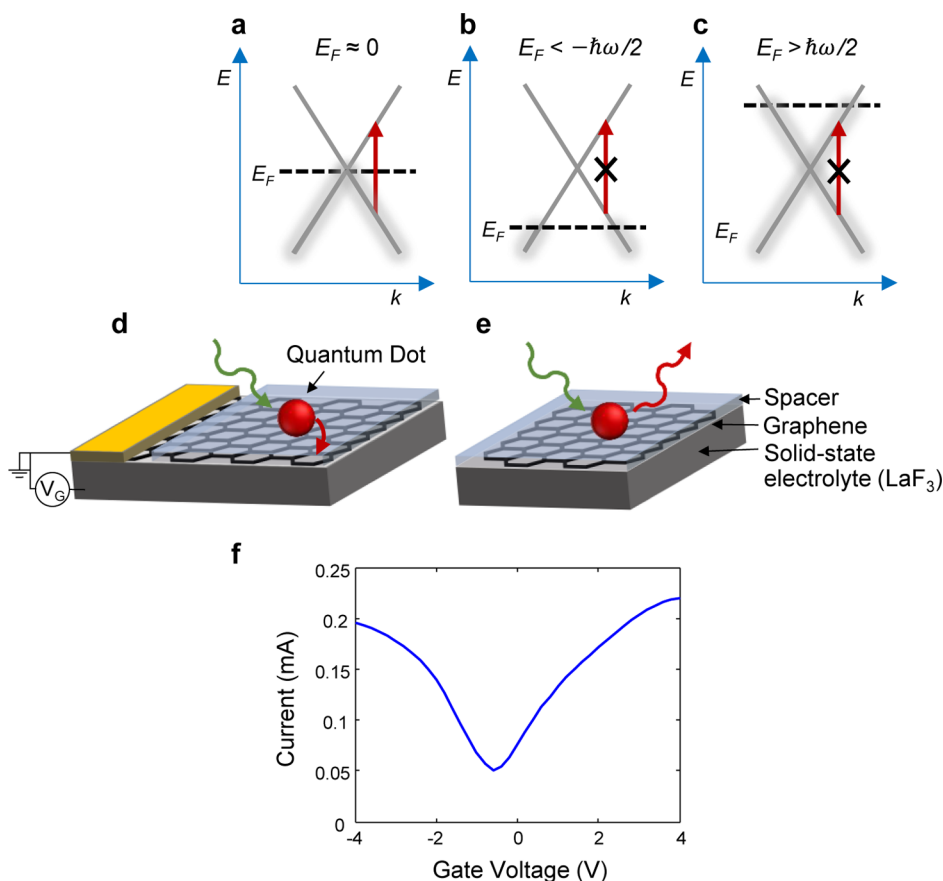 a
b
c
E_F ≈ 0
E_F < −ħω/2
E_F > ħω/2
E
E
E
E_F
E_F
E_F
k
k
k
d
e
Quantum Dot
Spacer
Graphene
Solid-state
electrolyte (LaF₃)
V_G
f
0.25
0.2
0.15
0.1
0.05
0
Current (mA)
-4
-2
0
2
4
Gate Voltage (V)